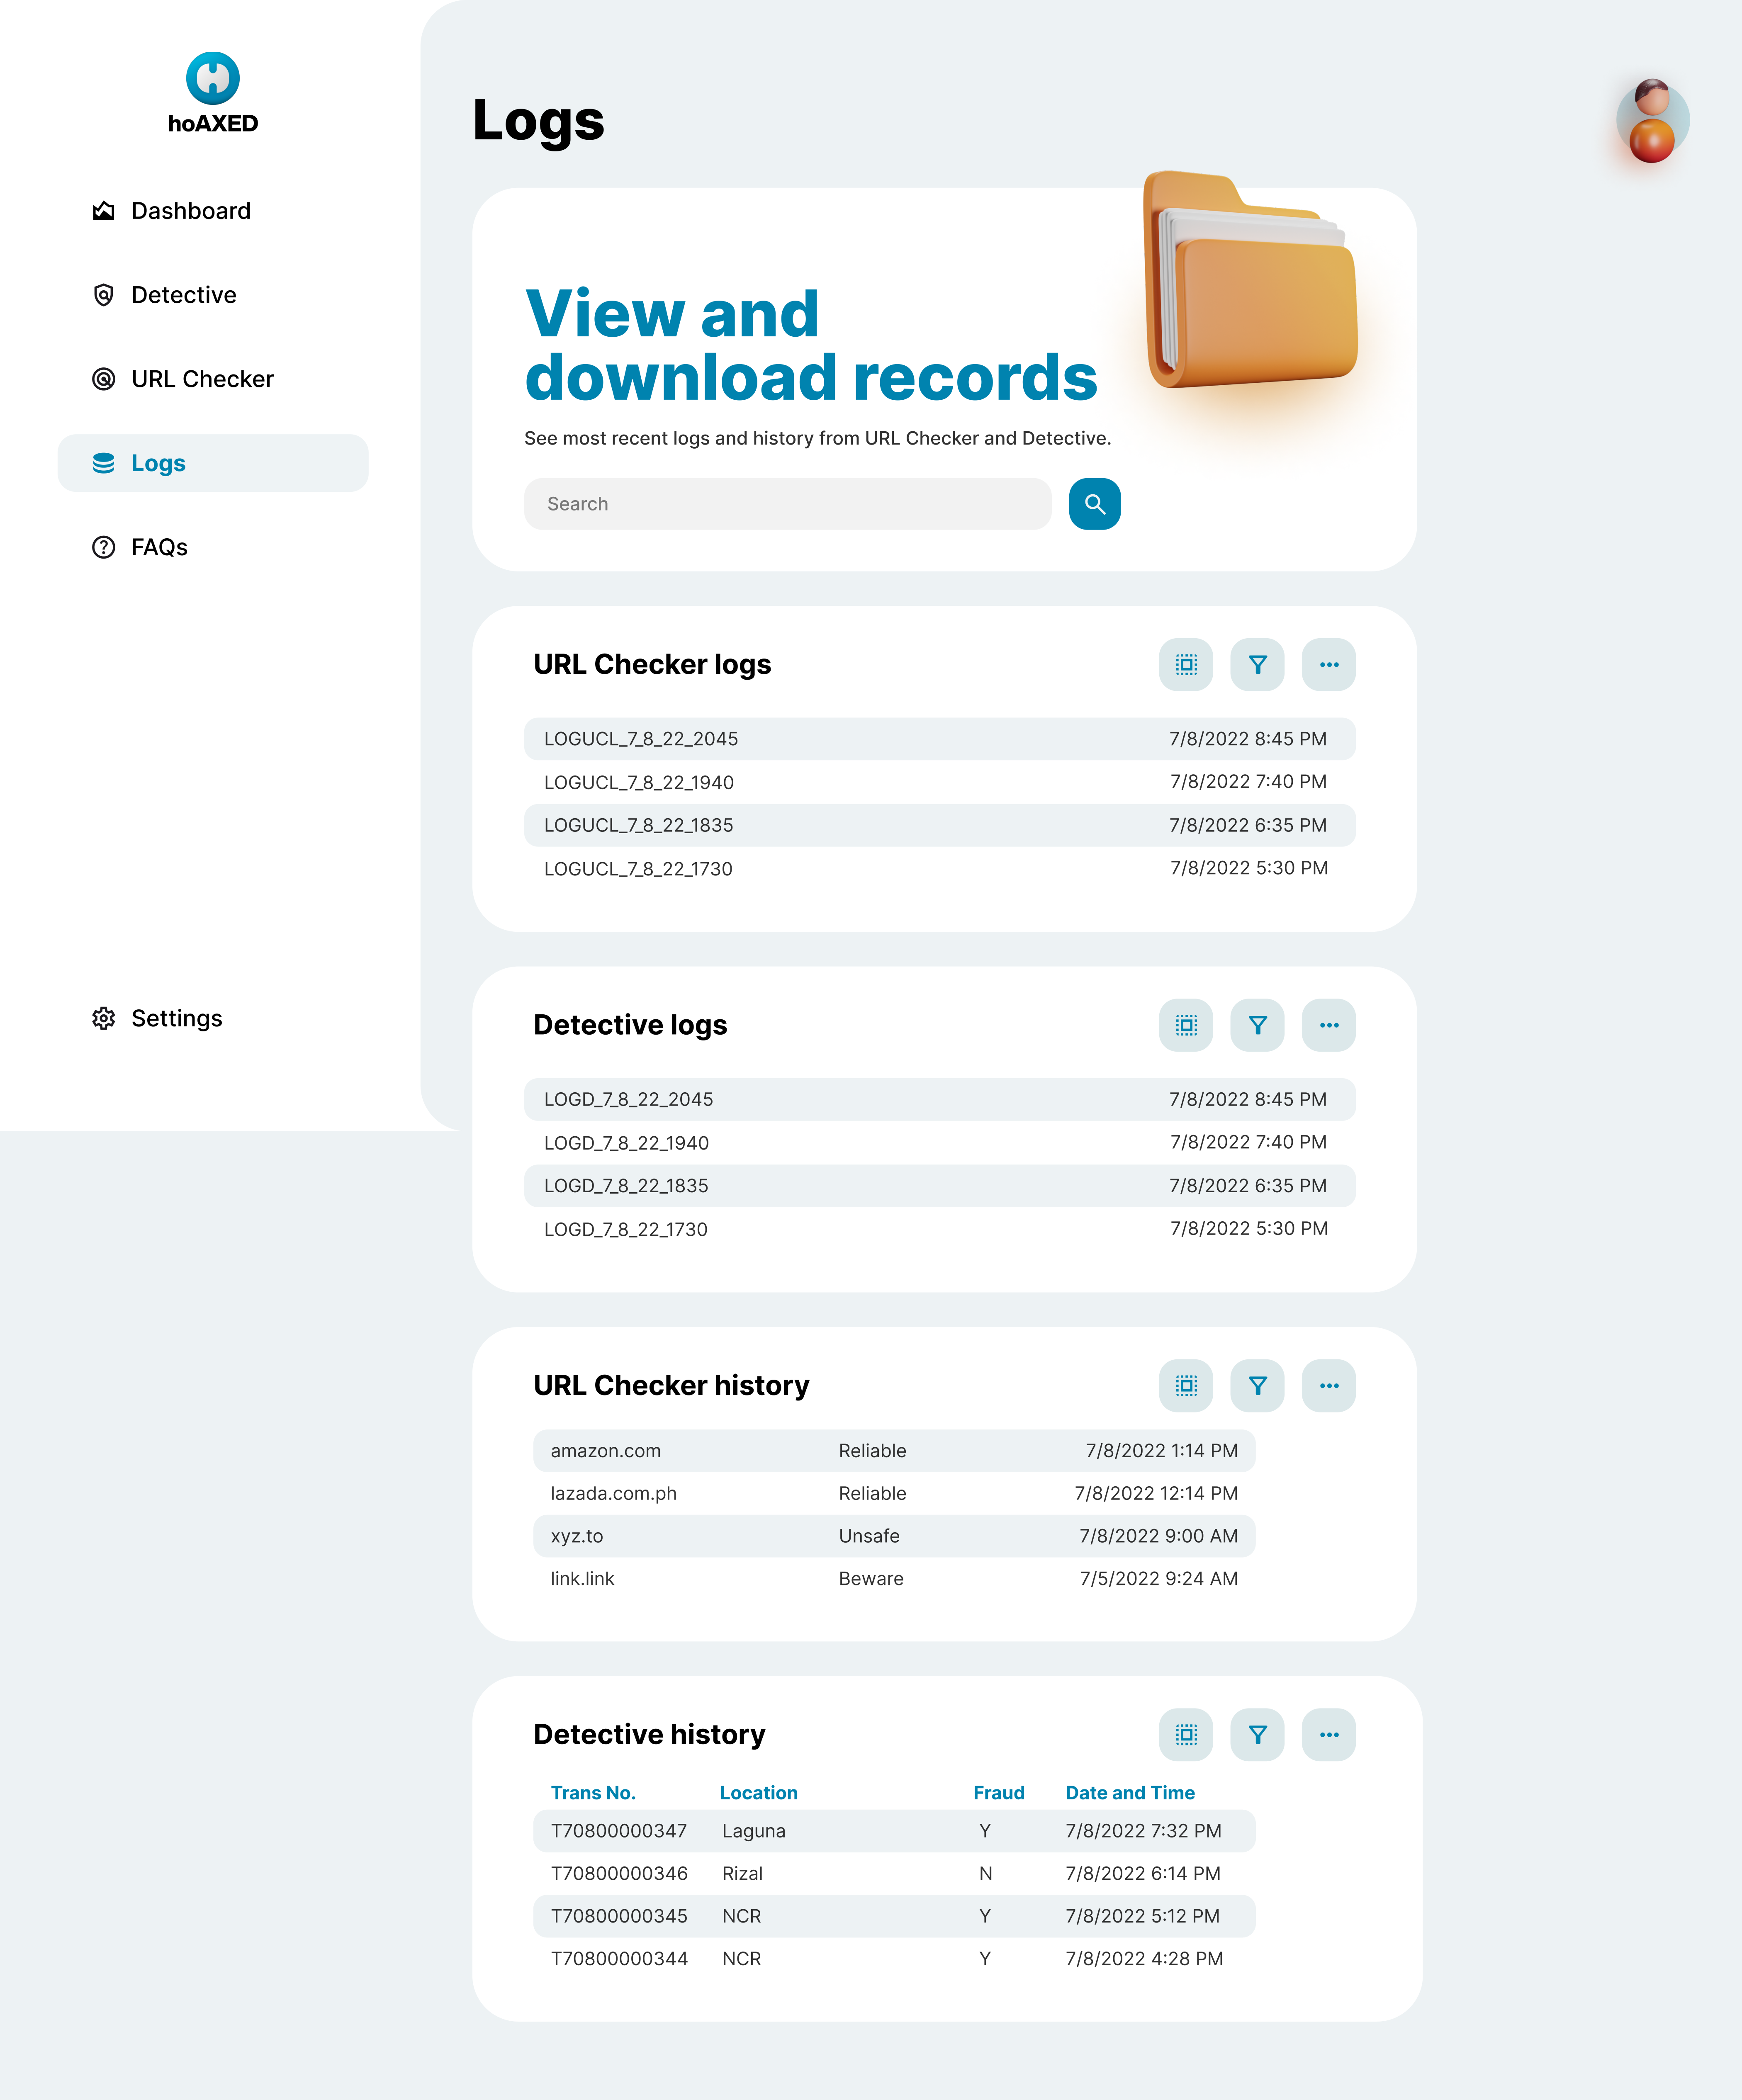 hoAXED
Dashboard
Detective
URL Checker
Logs
FAQs
Settings
Logs
View and
download records
See most recent logs and history from URL Checker and Detective.
Search
URL Checker logs
LOGUCL_7_8_22_2045 7/8/2022 8:45 PM
LOGUCL_7_8_22_1940 7/8/2022 7:40 PM
LOGUCL_7_8_22_1835 7/8/2022 6:35 PM
LOGUCL_7_8_22_1730 7/8/2022 5:30 PM
Detective logs
LOGD_7_8_22_2045 7/8/2022 8:45 PM
LOGD_7_8_22_1940 7/8/2022 7:40 PM
LOGD_7_8_22_1835 7/8/2022 6:35 PM
LOGD_7_8_22_1730 7/8/2022 5:30 PM
URL Checker history
amazon.com Reliable 7/8/2022 1:14 PM
lazada.com.ph Reliable 7/8/2022 12:14 PM
xyz.to Unsafe 7/8/2022 9:00 AM
link.link Beware 7/5/2022 9:24 AM
Detective history
Trans No. Location Fraud Date and Time
T70800000347 Laguna Y 7/8/2022 7:32 PM
T70800000346 Rizal N 7/8/2022 6:14 PM
T70800000345 NCR Y 7/8/2022 5:12 PM
T70800000344 NCR Y 7/8/2022 4:28 PM